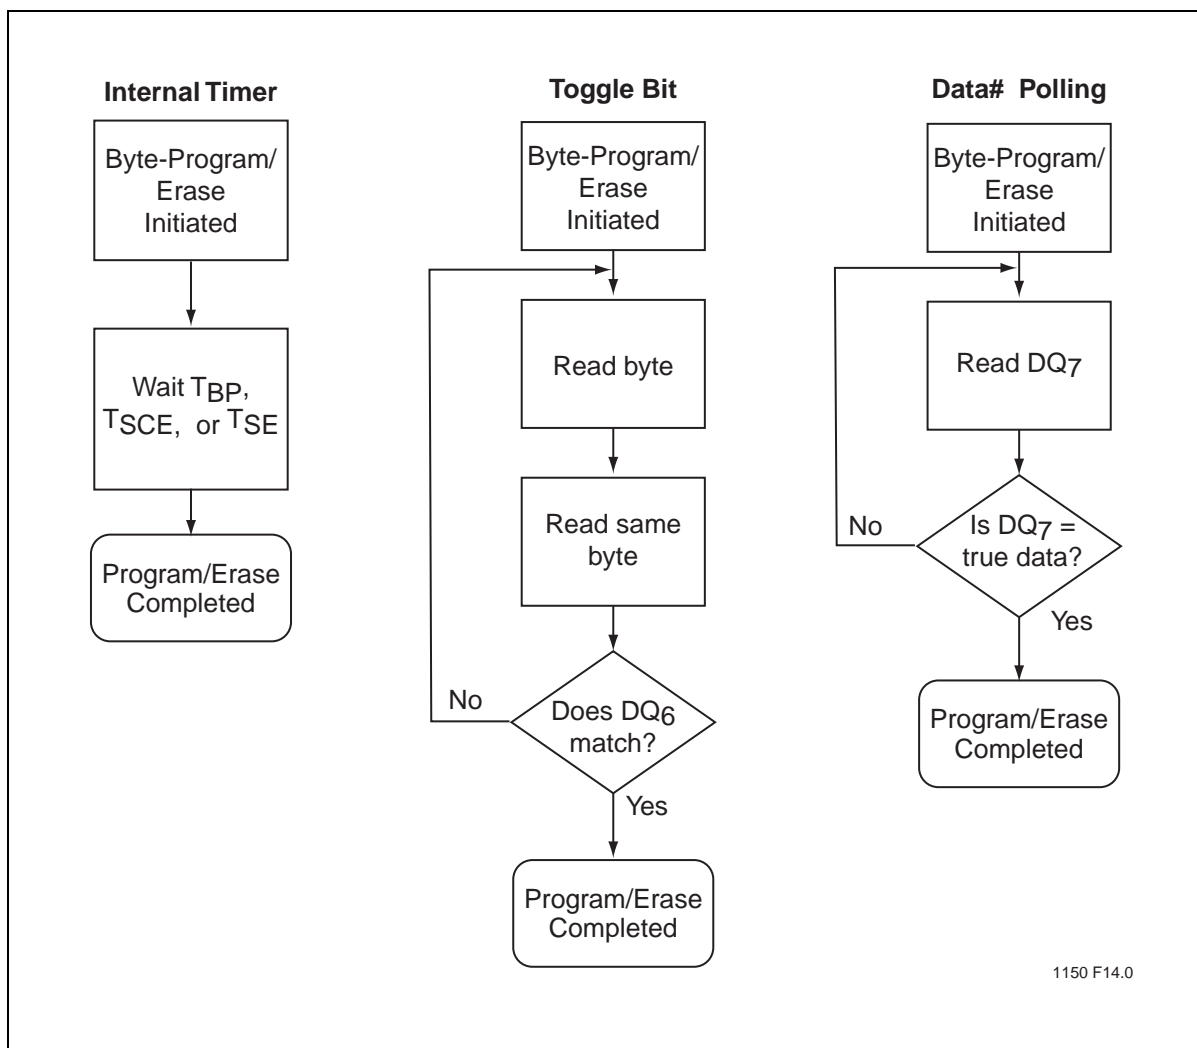 Internal Timer
Byte-Program/
Erase
Initiated
Wait TBP,
TSCE, or TSE
Program/Erase
Completed
Toggle Bit
Byte-Program/
Erase
Initiated
Read byte
Read same
byte
No
Does DQ6
match?
Yes
Program/Erase
Completed
Data# Polling
Byte-Program/
Erase
Initiated
Read DQ7
No
Is DQ7 =
true data?
Yes
Program/Erase
Completed
1150 F14.0